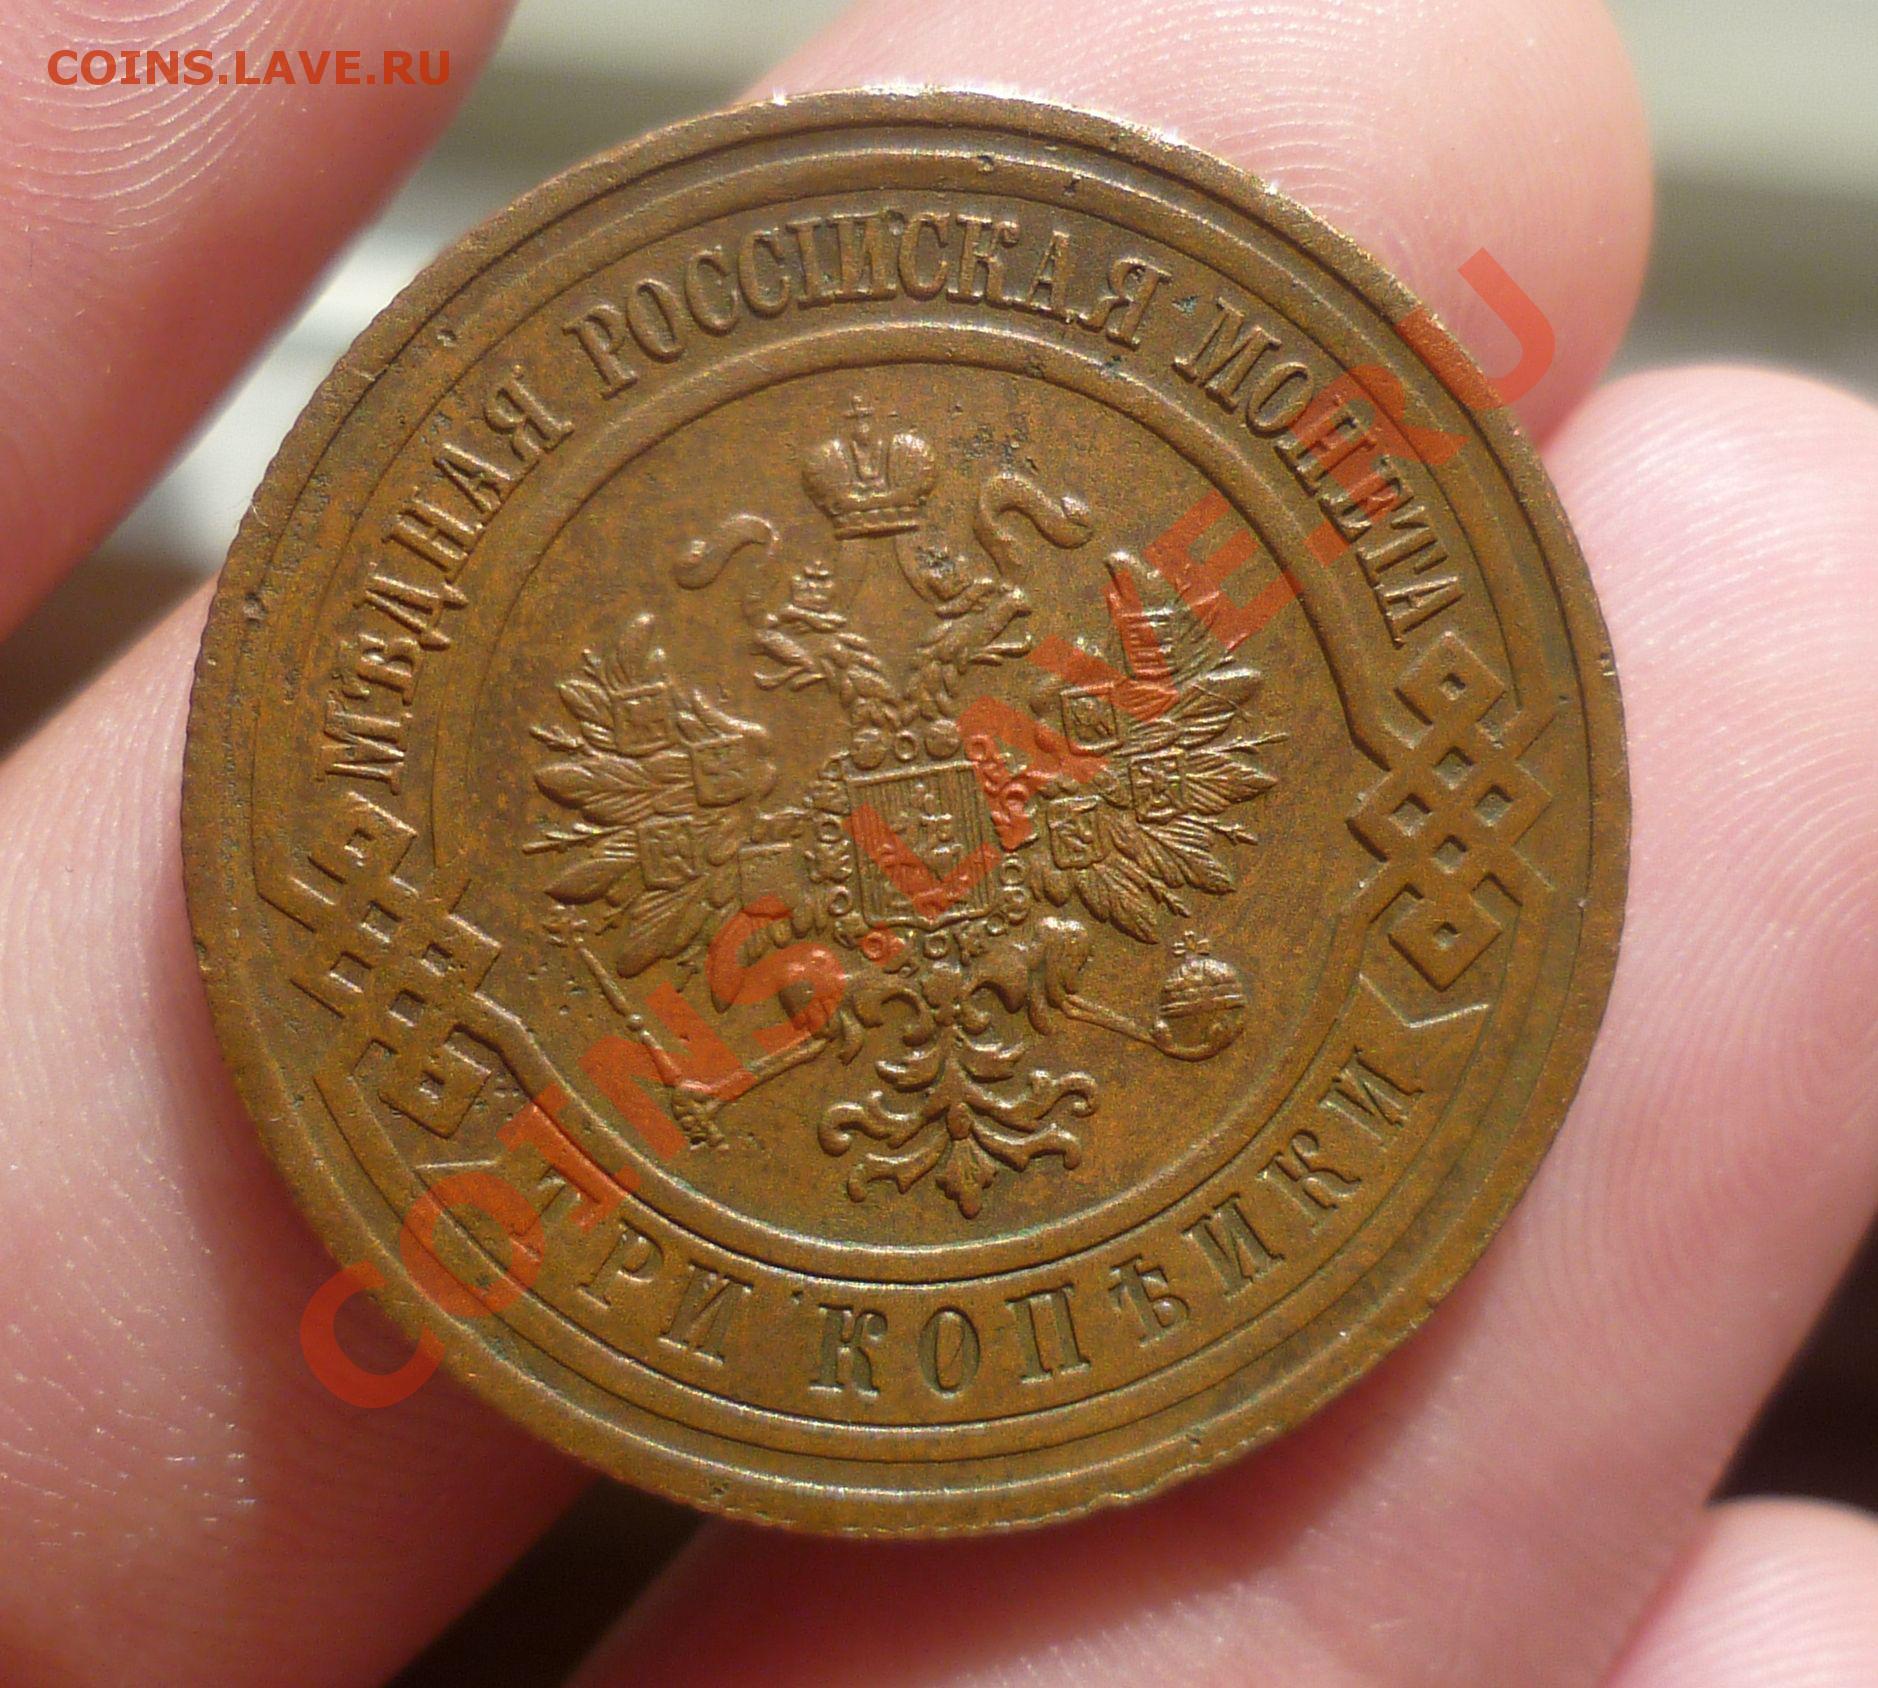 COINS.LAVE.RU
МѢДНАЯ РОССІЙСКАЯ МОНЕТА
ТРИ КОПѢЙКИ
COINS.LAVE.RU